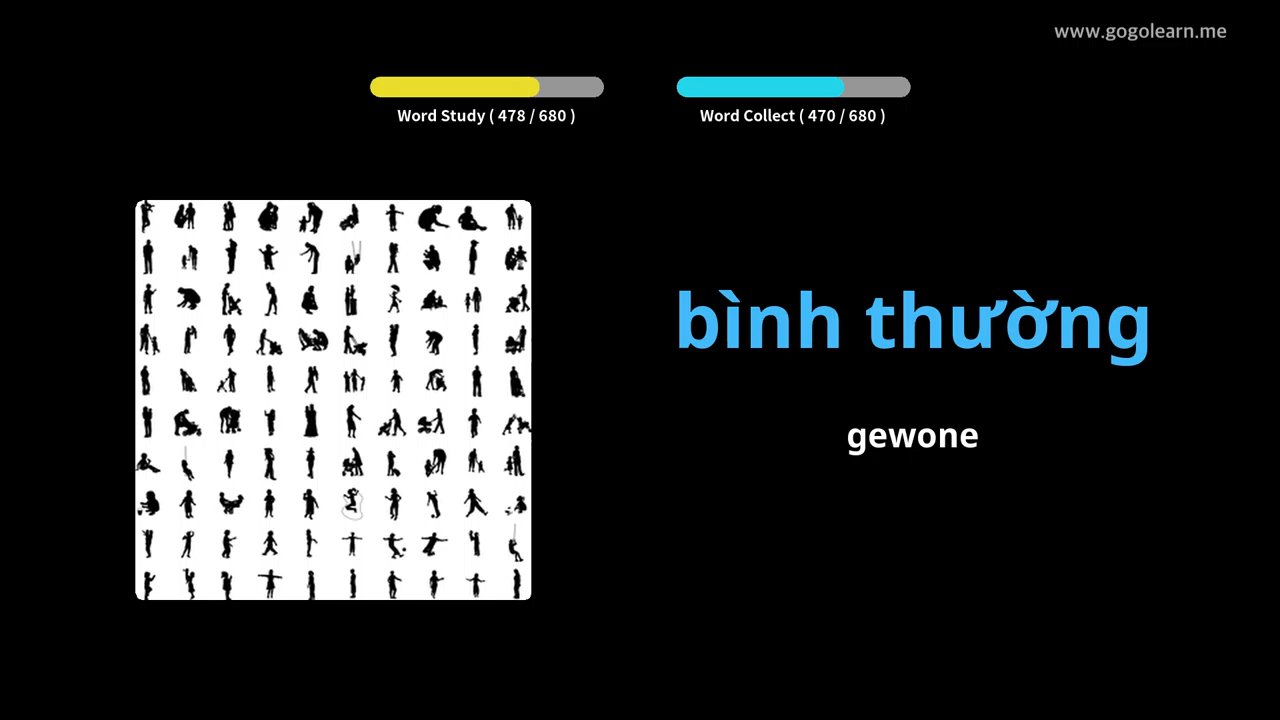 www.gogolearn.me
Word Study ( 478 / 680 )
Word Collect ( 470 / 680 )
bình thường
gewone